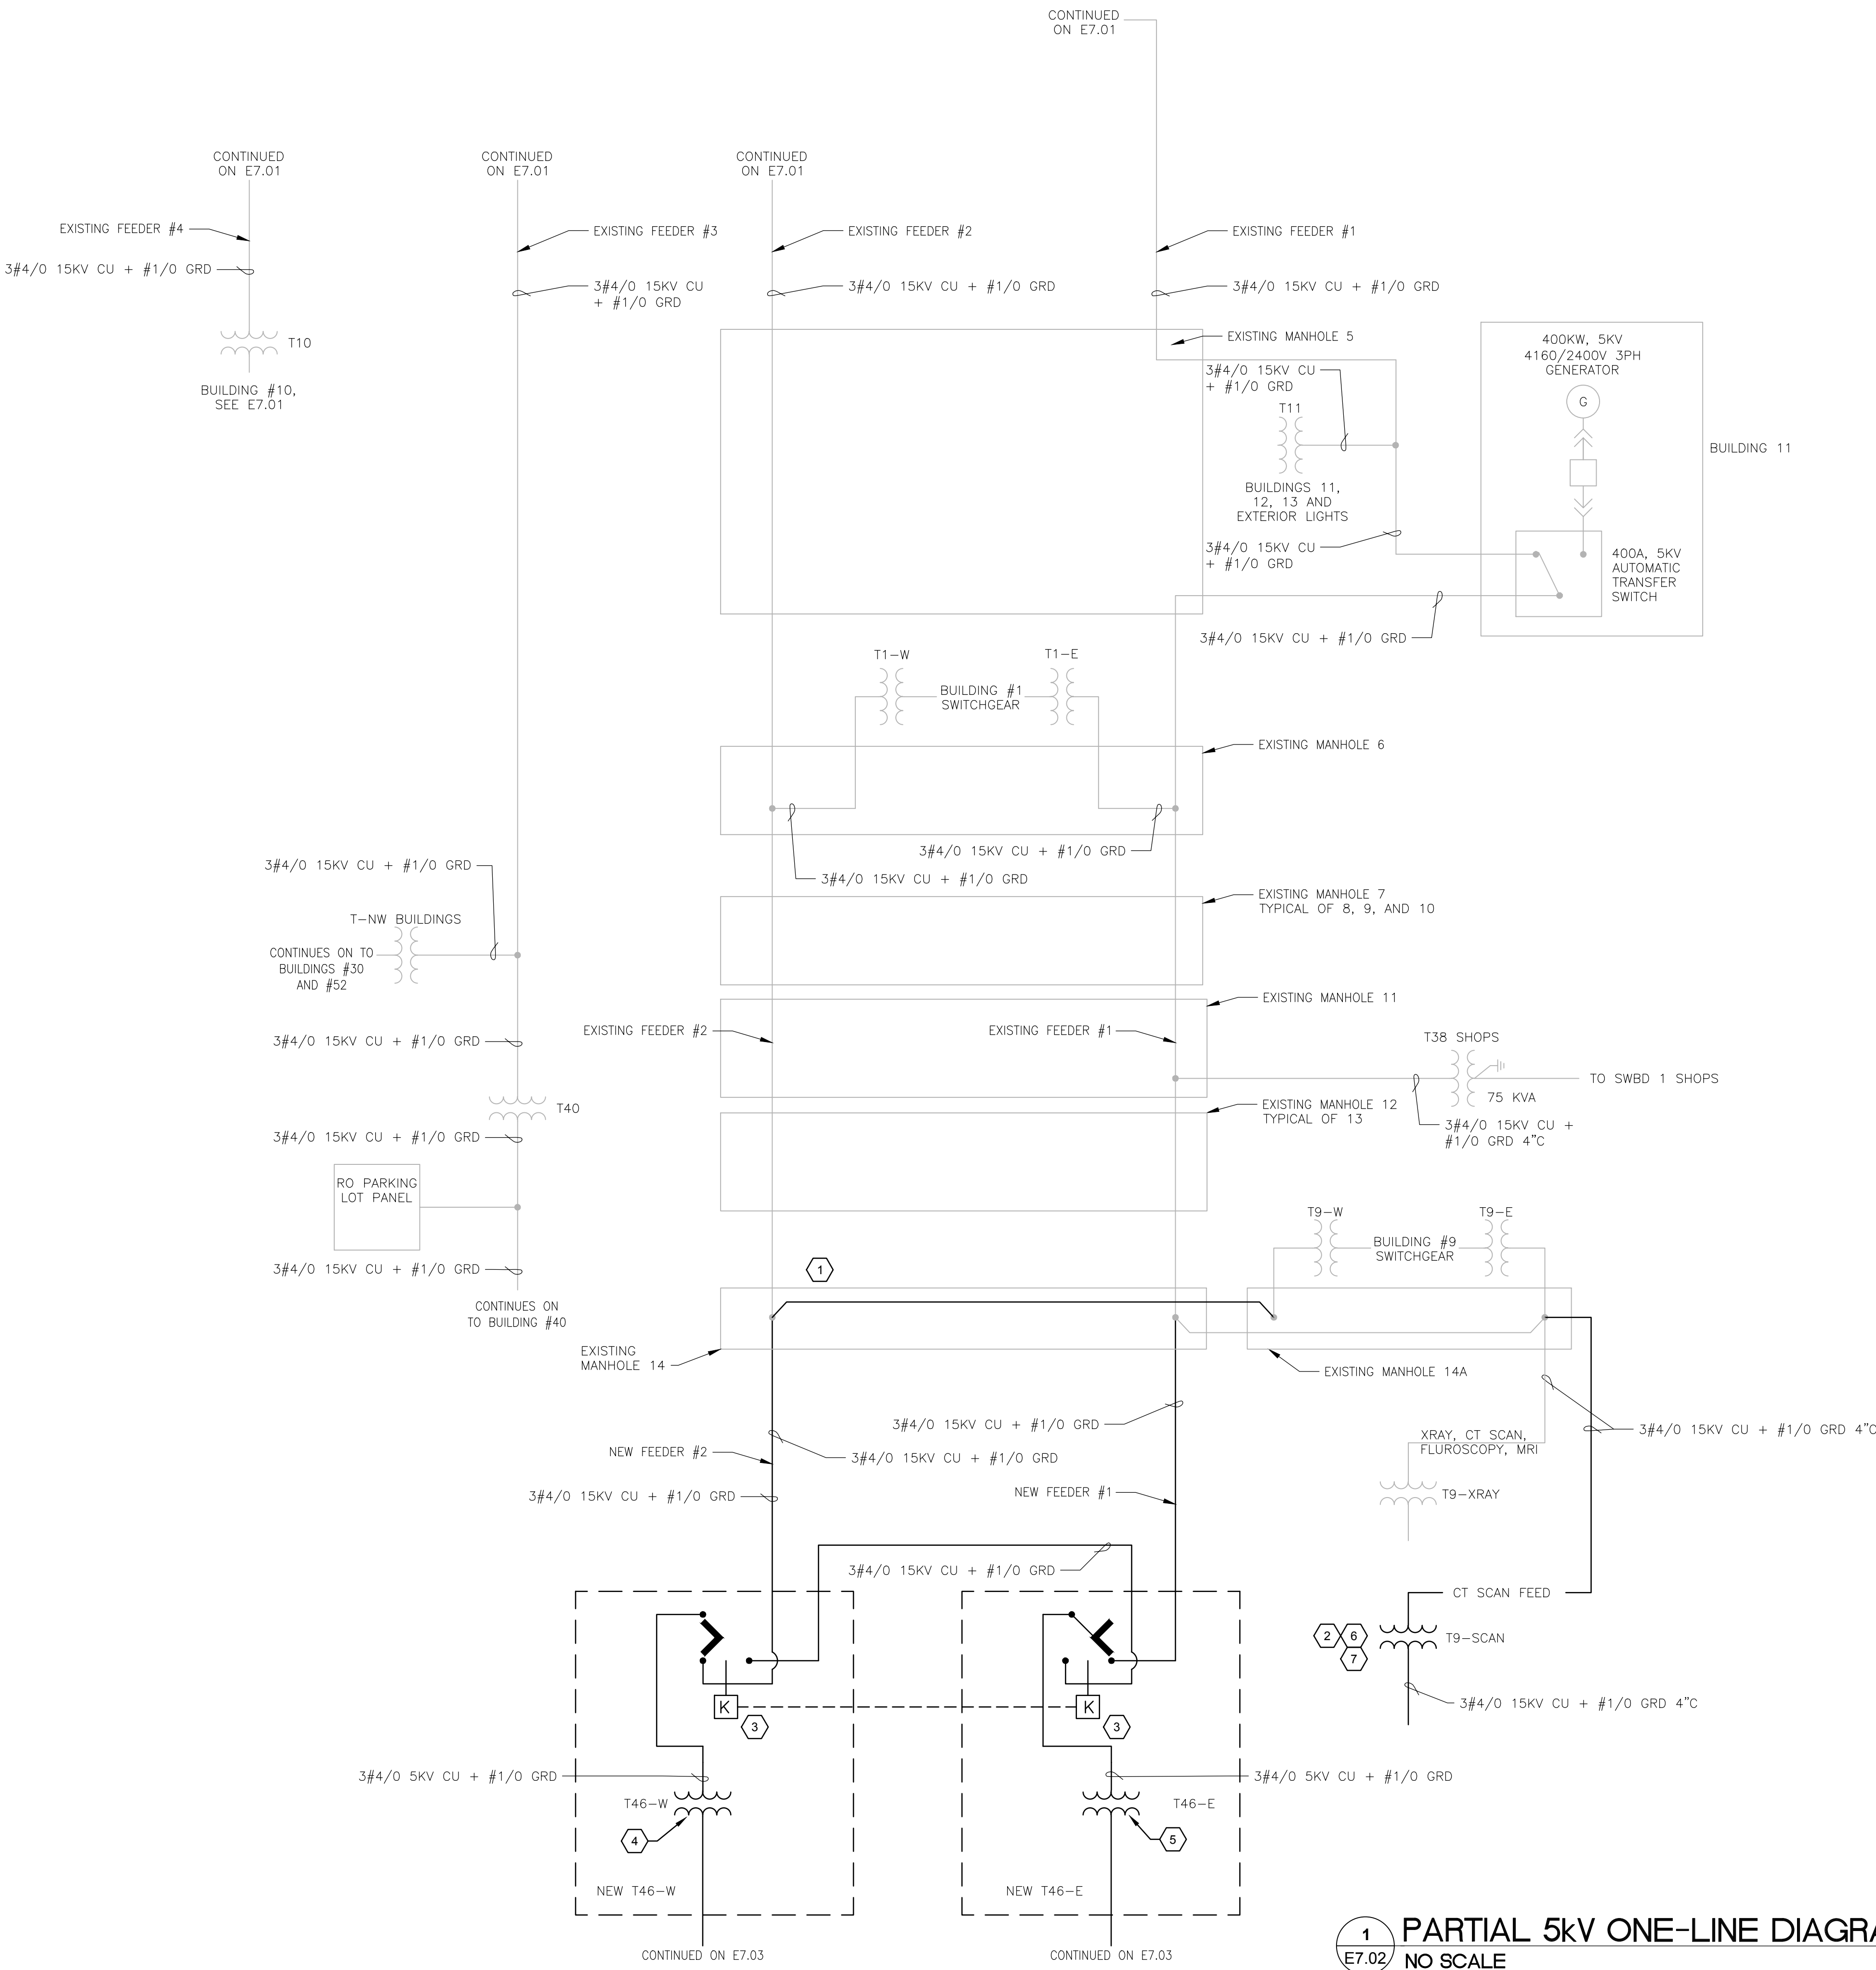 CONTINUED
ON E7.01
CONTINUED
ON E7.01
CONTINUED
ON E7.01
CONTINUED
ON E7.01
EXISTING FEEDER #4
EXISTING FEEDER #3
EXISTING FEEDER #2
EXISTING FEEDER #1
3#4/0 15KV CU + #1/0 GRD
3#4/0 15KV CU
+ #1/0 GRD
3#4/0 15KV CU + #1/0 GRD
3#4/0 15KV CU + #1/0 GRD
T10
BUILDING #10,
SEE E7.01
EXISTING MANHOLE 5
3#4/0 15KV CU
+ #1/0 GRD
T11
BUILDINGS 11,
12, 13 AND
EXTERIOR LIGHTS
3#4/0 15KV CU
+ #1/0 GRD
400KW, 5KV
4160/2400V 3PH
GENERATOR
G
BUILDING 11
400A, 5KV
AUTOMATIC
TRANSFER
SWITCH
3#4/0 15KV CU + #1/0 GRD
T1-W
T1-E
BUILDING #1
SWITCHGEAR
EXISTING MANHOLE 6
3#4/0 15KV CU + #1/0 GRD
3#4/0 15KV CU + #1/0 GRD
3#4/0 15KV CU + #1/0 GRD
EXISTING MANHOLE 7
TYPICAL OF 8, 9, AND 10
T-NW BUILDINGS
CONTINUES ON TO
BUILDINGS #30
AND #52
EXISTING MANHOLE 11
EXISTING FEEDER #2
EXISTING FEEDER #1
3#4/0 15KV CU + #1/0 GRD
T38 SHOPS
TO SWBD 1 SHOPS
75 KVA
3#4/0 15KV CU +
#1/0 GRD 4"C
T40
EXISTING MANHOLE 12
TYPICAL OF 13
3#4/0 15KV CU + #1/0 GRD
RO PARKING
LOT PANEL
3#4/0 15KV CU + #1/0 GRD
CONTINUES ON
TO BUILDING #40
T9-W
T9-E
BUILDING #9
SWITCHGEAR
1
EXISTING
MANHOLE 14
EXISTING MANHOLE 14A
3#4/0 15KV CU + #1/0 GRD
3#4/0 15KV CU + #1/0 GRD 4"C
XRAY, CT SCAN,
FLUROSCOPY, MRI
NEW FEEDER #2
3#4/0 15KV CU + #1/0 GRD
3#4/0 15KV CU + #1/0 GRD
NEW FEEDER #1
T9-XRAY
3#4/0 15KV CU + #1/0 GRD
CT SCAN FEED
2
6
7
T9-SCAN
3#4/0 15KV CU + #1/0 GRD 4"C
K
K
3
3
3#4/0 5KV CU + #1/0 GRD
3#4/0 5KV CU + #1/0 GRD
T46-W
T46-E
4
5
NEW T46-W
NEW T46-E
CONTINUED ON E7.03
CONTINUED ON E7.03
1
E7.02
PARTIAL 5kV ONE-LINE
NO SCALE